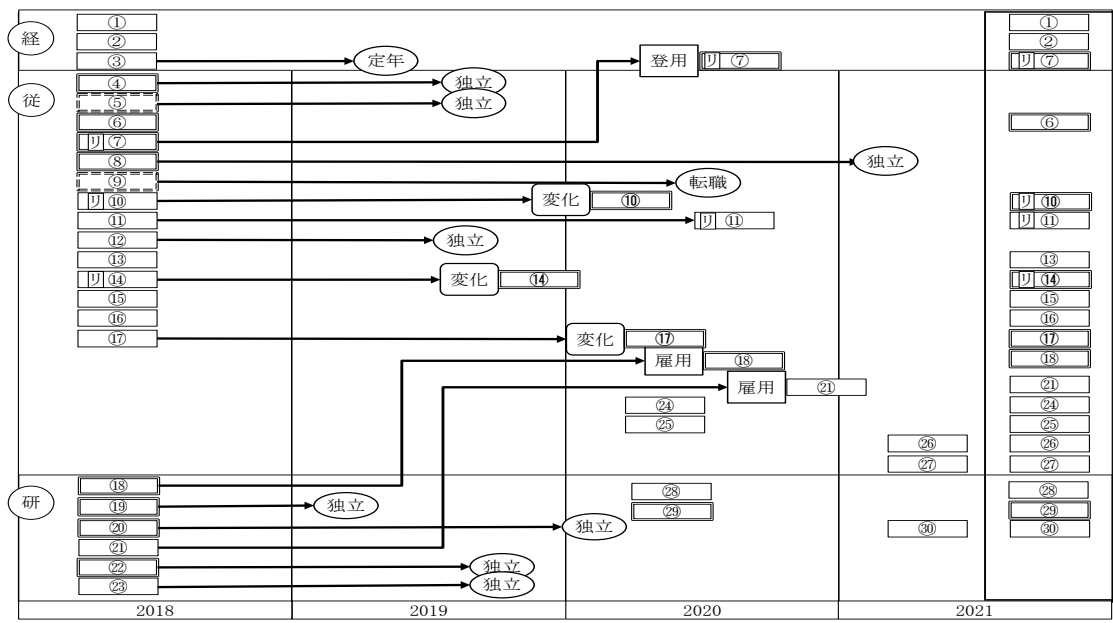 ① ①
経 ② ②
③ 定年 登用 リ ⑦ リ ⑦
④ 独立
従 ⑤ 独立
⑥ ⑥
リ ⑦
⑧ 独立
⑨ 転職
リ ⑩ 変化 ⑩ リ ⑩
⑪ リ ⑪ リ ⑪
⑫ 独立
⑬ ⑬
リ ⑭ 変化 ⑭ リ ⑭
⑮ ⑮
⑯ ⑯
⑰ 変化 ⑰ ⑰
雇用 ⑱ ⑱
雇用 ㉑ ㉑
㉔ ㉔
㉕ ㉕
㉖ ㉖
㉗ ㉗
⑱ ㉘ ㉘
研 ⑲ 独立 ㉙ ㉙
⑳ 独立 ㉚ ㉚
㉑
㉒ 独立
㉓ 独立
2018 2019 2020 2021